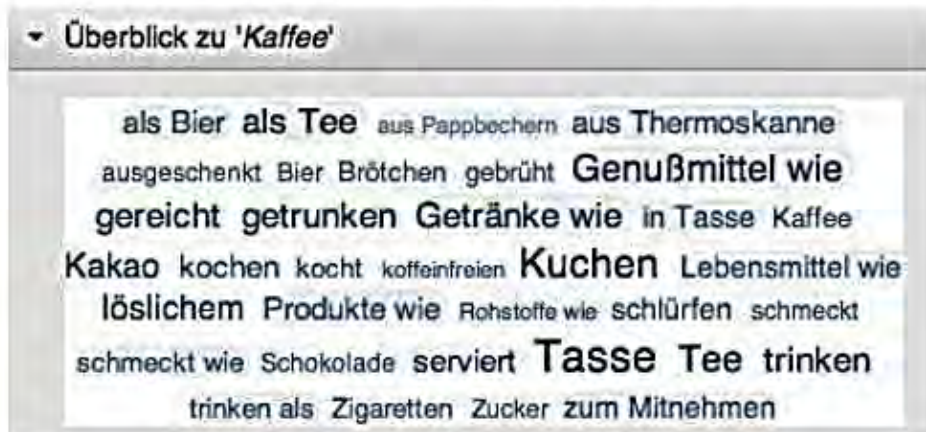 Überblick zu 'Kaffee'
als Bier als Tee aus Pappbechern aus Thermoskanne
ausgeschenkt Bier Brötchen gebrüht Genußmittel wie
gereicht getrunken Getränke wie in Tasse Kaffee
Kakao kochen kocht koffeinfreien Kuchen Lebensmittel wie
löslichem Produkte wie Rohstoffe wie schlürfen schmeckt
schmeckt wie Schokolade serviert Tasse Tee trinken
trinken als Zigaretten Zucker zum Mitnehmen